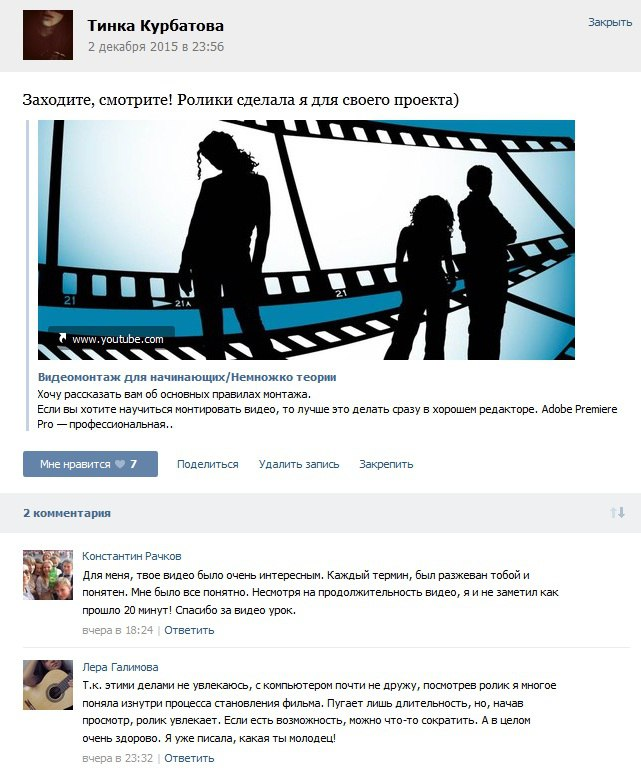 Тинка Курбатова
Закрыть
2 декабря 2015 в 23:56
Заходите, смотрите! Ролики сделала я для своего проекта)
21
21A
21
www.youtube.com
Видеомонтаж для начинающих/Немножко теории
Хочу рассказать вам об основных правилах монтажа.
Если вы хотите научиться монтировать видео, то лучше это делать сразу в хорошем редакторе. Adobe Premiere
Pro — профессиональная..
Мне нравится 7 Поделиться Удалить запись Закрепить
2 комментария
Константин Рачков
Для меня, твое видео было очень интересным. Каждый термин, был разжеван тобой и
понятен. Мне было все понятно. Несмотря на продолжительность видео, я и не заметил как
прошло 20 минут! Спасибо за видео урок.
вчера в 18:24 | Ответить
Лера Галимова
Т.к. этими делами не увлекаюсь, с компьютером почти не дружу, посмотрев ролик я многое
поняла изнутри процесса становления фильма. Пугает лишь длительность, но, начав
просмотр, ролик увлекает. Если есть возможность, можно что-то сократить. А в целом
очень здорово. Я уже писала, какая ты молодец!
вчера в 23:32 | Ответить